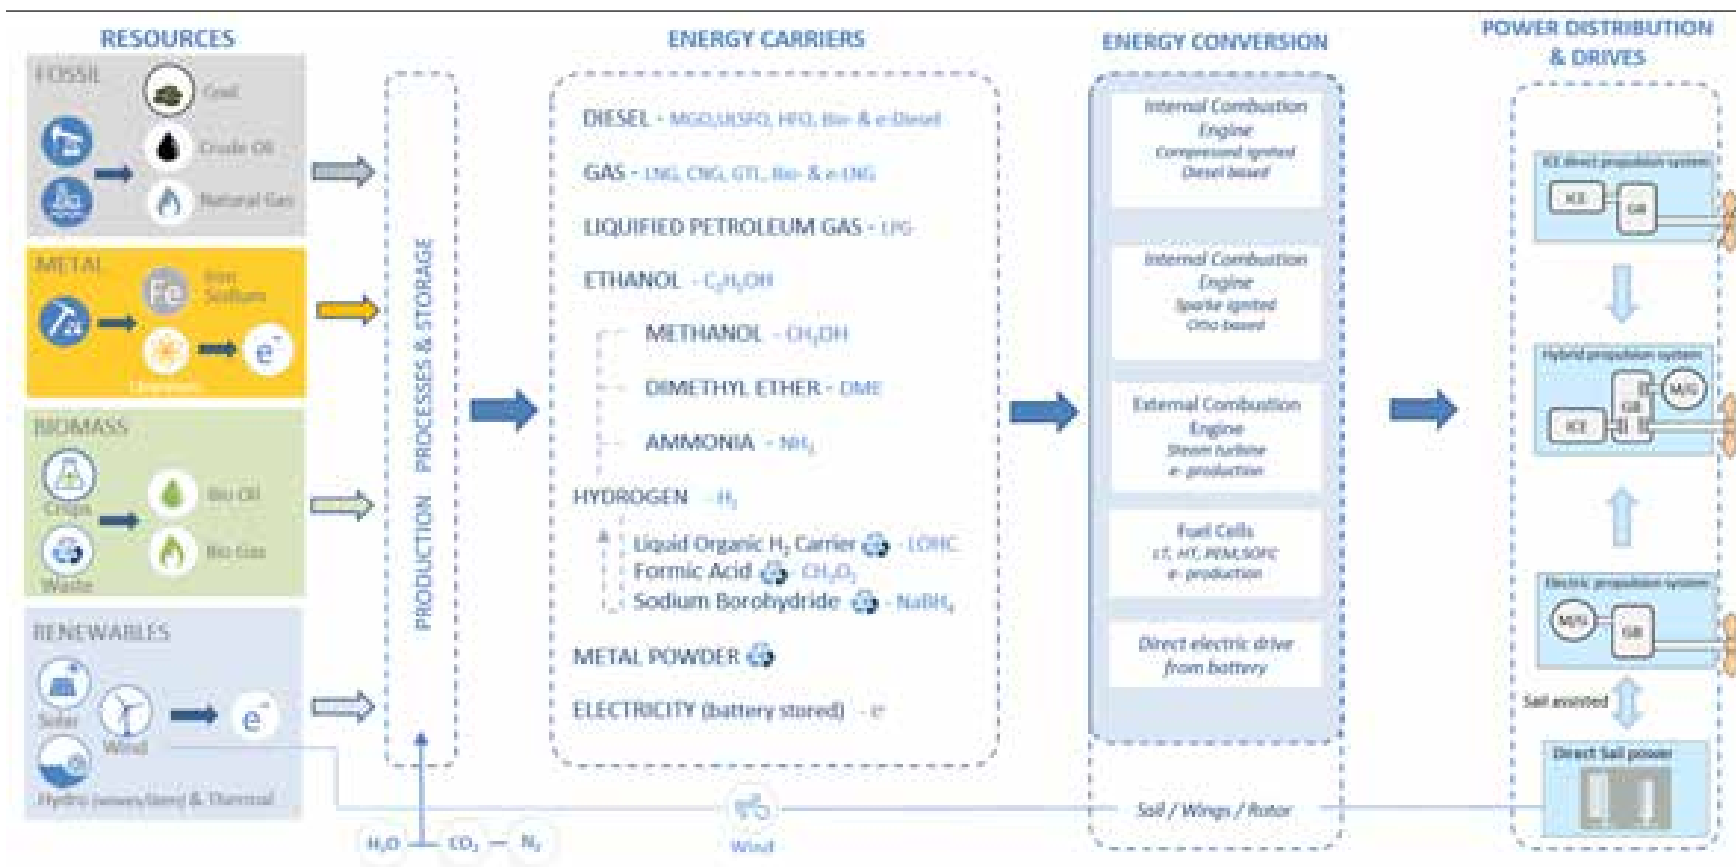 RESOURCES
FOSSIL
Coal
Crude Oil
Natural Gas
METAL
Fe
Iron
Sodium
e⁻
BIOMASS
Crops
Waste
Bio Oil
Bio Gas
RENEWABLES
Solar
Wind
e⁻
Hydro & Thermal
PRODUCTION PROCESSES & STORAGE
H₂O CO₂ N₂
ENERGY CARRIERS
DIESEL - MGO,ULSFO, HFO, Bio- & e-Diesel
GAS - LNG, CNG, GTL, Bio- & e-LNG
LIQUIFIED PETROLEUM GAS - LPG
ETHANOL - C₂H₅OH
METHANOL - CH₃OH
DIMETHYL ETHER - DME
AMMONIA - NH₃
HYDROGEN - H₂
Liquid Organic H₂ Carrier - LOHC
Formic Acid - CH₂O₂
Sodium Borohydride - NaBH₄
METAL POWDER
ELECTRICITY (battery stored) - e⁻
Wind
ENERGY CONVERSION
Internal Combustion
Engine
Compressed ignited
Diesel based
Internal Combustion
Engine
Sparke ignited
Otto based
External Combustion
Engine
Steam turbine
e- production
Fuel Cells
LT, HT, PEM,SOFC
e- production
Direct electric drive
from battery
Sail / Wings / Rotor
POWER DISTRIBUTION
& DRIVES
ICE direct propulsion system
ICE
GB
Hybrid propulsion system
M/G
GB
ICE
Electric propulsion system
M/G
GB
Sail assisted
Direct Sail power